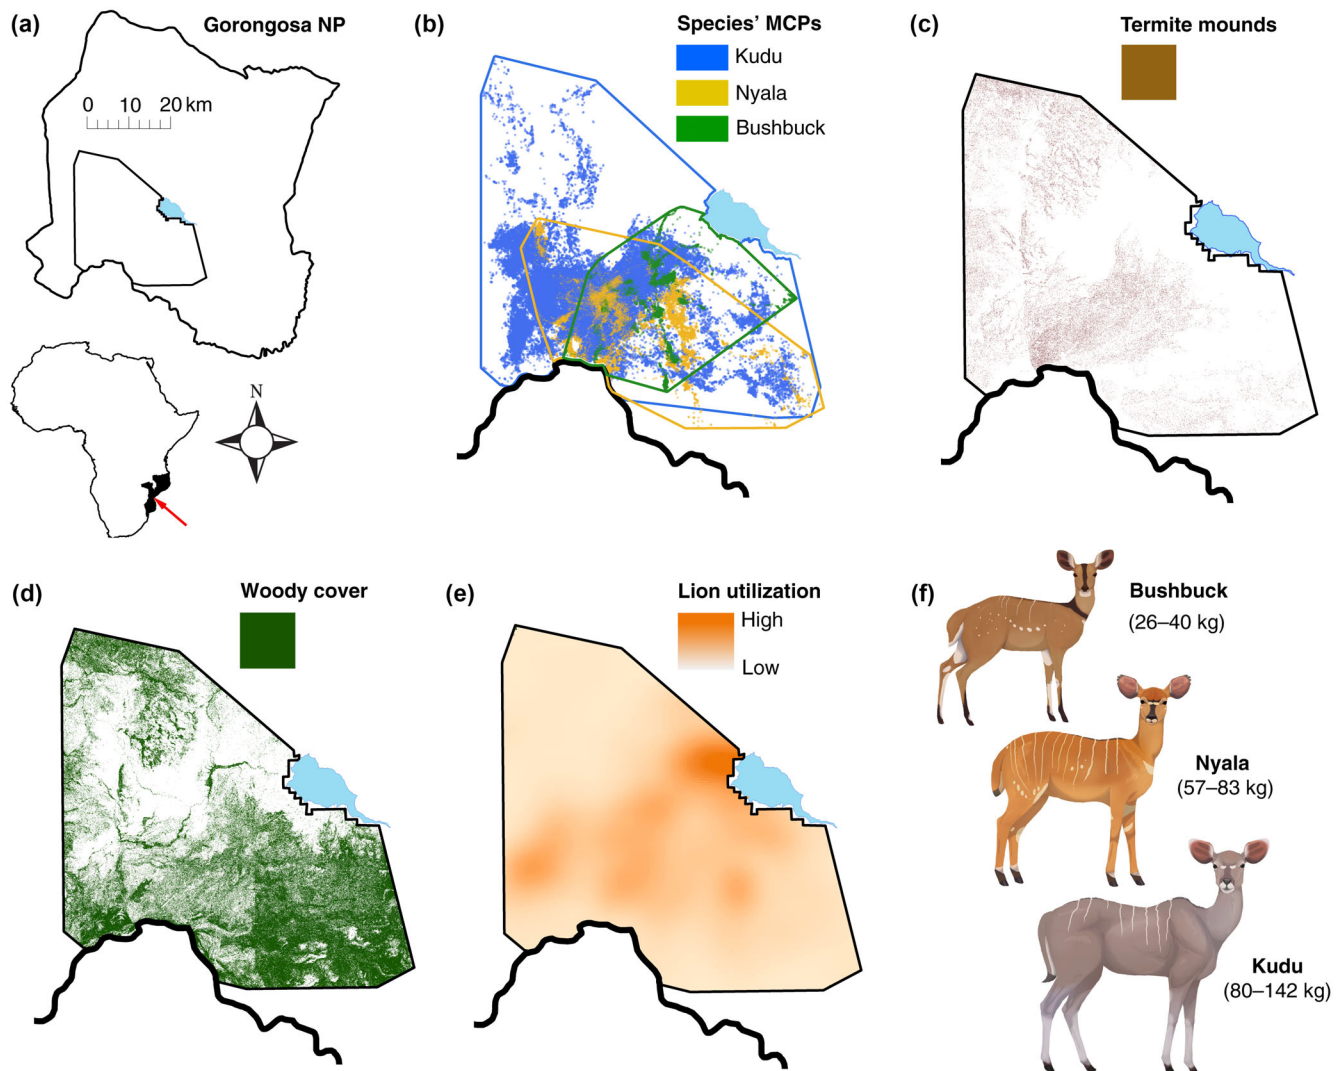 (a)
Gorongosa NP
0 10 20 km
N
(b)
Species’ MCPs
Kudu
Nyala
Bushbuck
(c)
Termite mounds
(d)
Woody cover
(e)
Lion utilization
High
Low
(f)
Bushbuck
(26–40 kg)
Nyala
(57–83 kg)
Kudu
(80–142 kg)